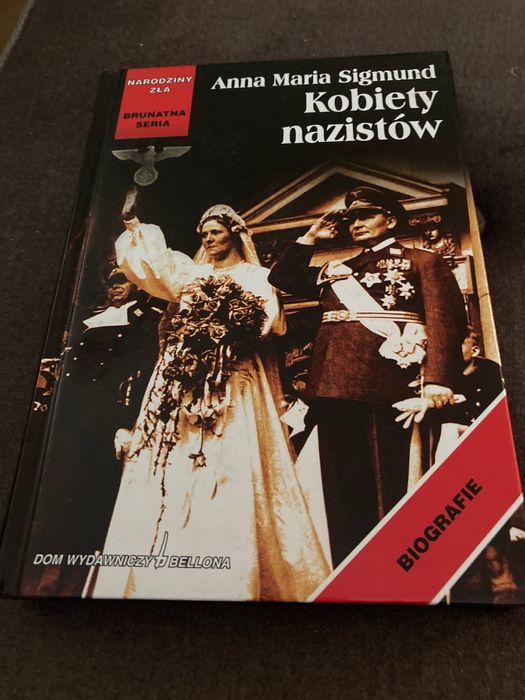 NARODZINY
ZŁA
BRUNATNA
SERIA
Anna Maria Sigmund
Kobiety
nazistów
BIOGRAFIE
DOM WYDAWNICZY BELLONA